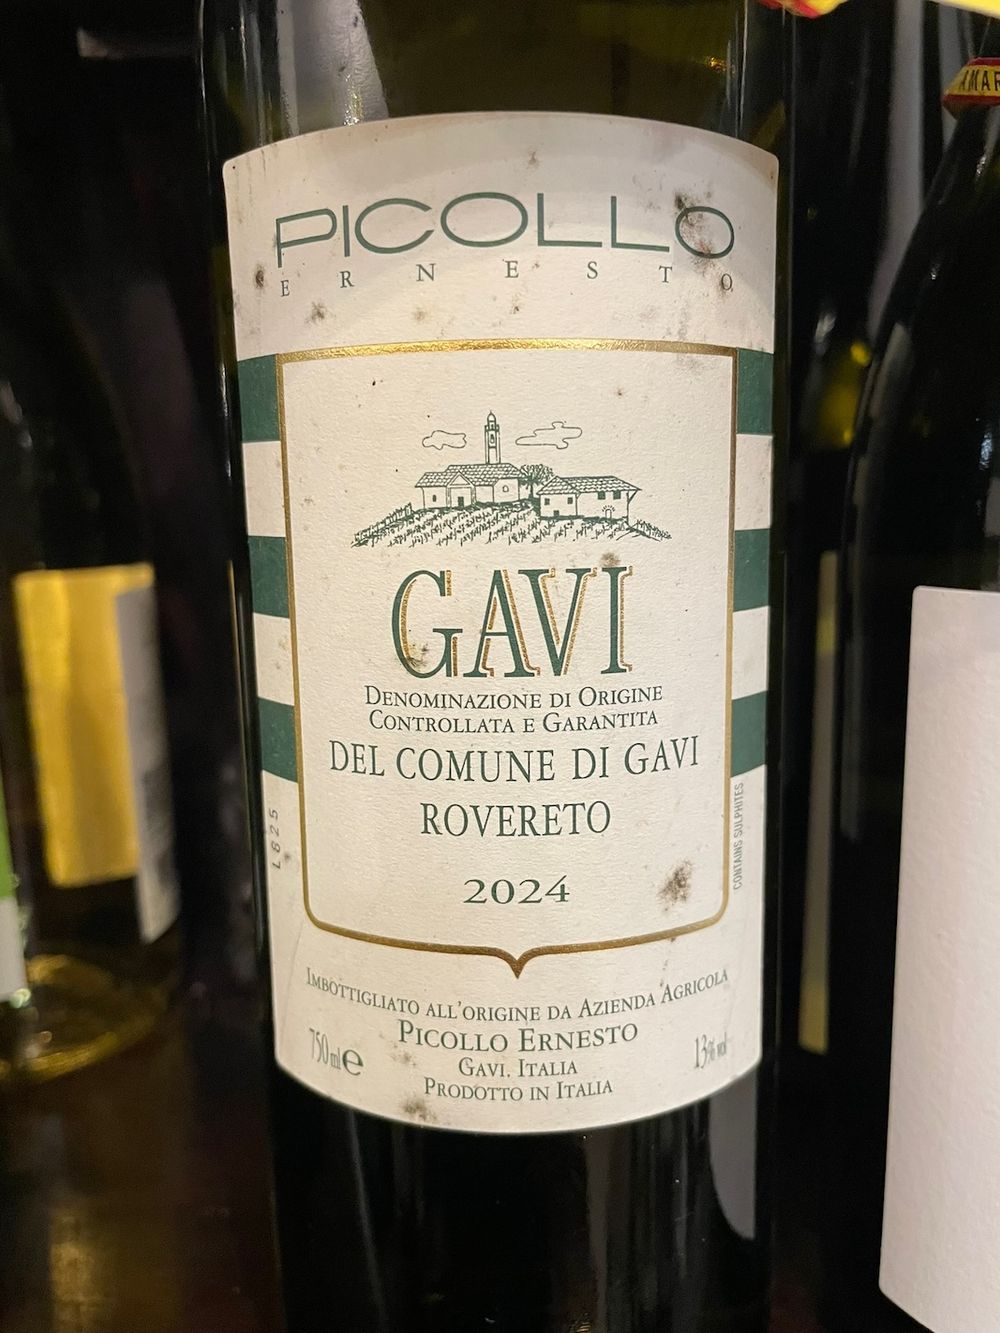 PICOLLO
ERNESTO
GAVI
DENOMINAZIONE DI ORIGINE
CONTROLLATA E GARANTITA
DEL COMUNE DI GAVI
ROVERETO
2024
L825
CONTAINS SULPHITES
IMBOTTIGLIATO ALL'ORIGINE DA AZIENDA AGRICOLA
PICOLLO ERNESTO
750 ml e
13% vol
GAVI. ITALIA
PRODOTTO IN ITALIA